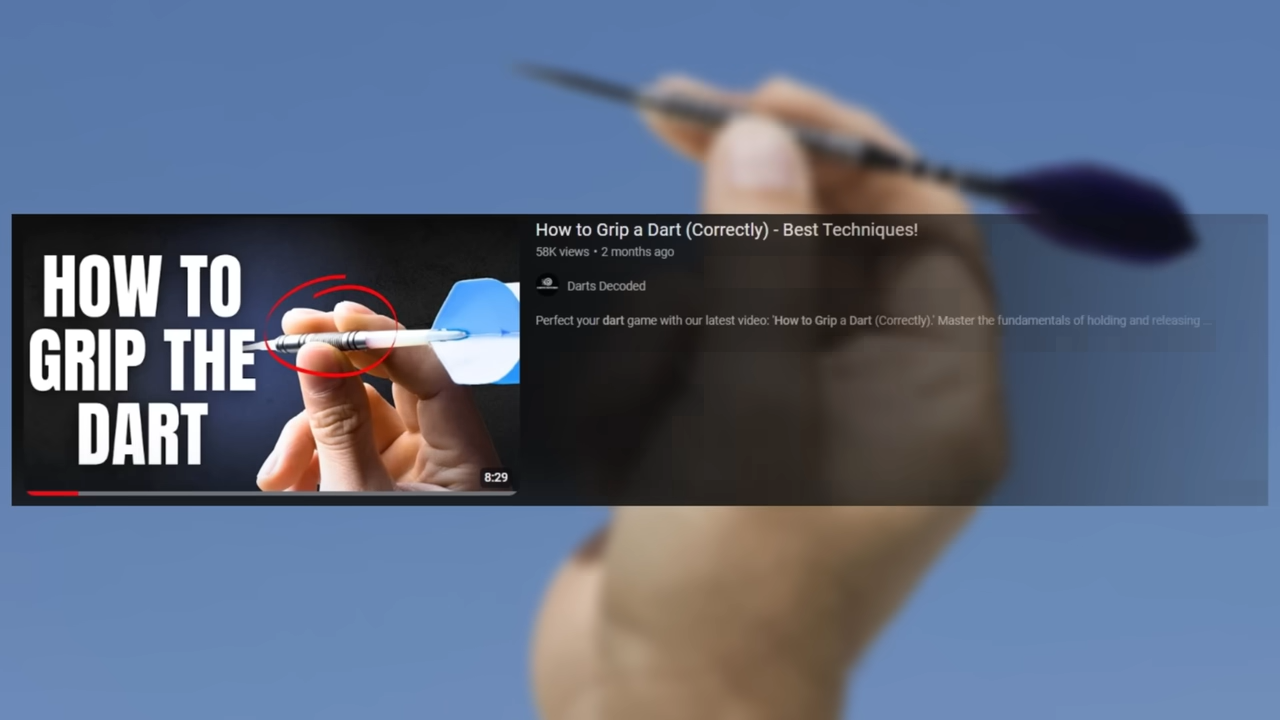 HOW TO
GRIP THE
DART
8:29
How to Grip a Dart (Correctly) - Best Techniques!
58K views • 2 months ago
Darts Decoded
Perfect your dart game with our latest video: 'How to Grip a Dart (Correctly).' Master the fundamentals of holding and releasing ...